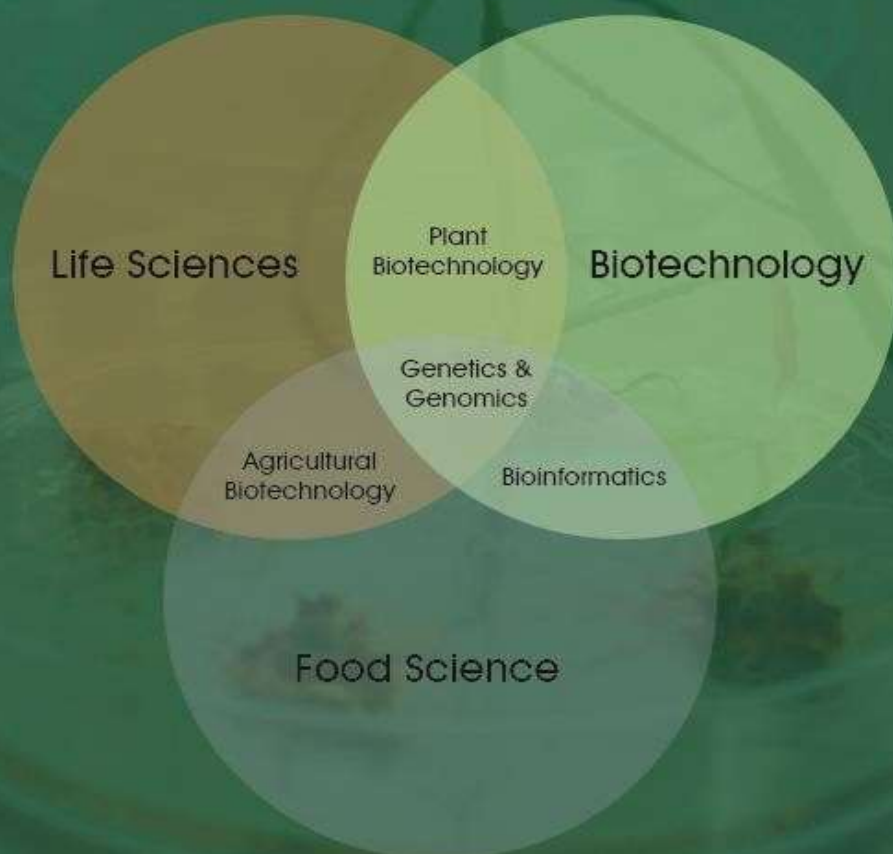 Life Sciences
Plant
Biotechnology
Biotechnology
Genetics &
Genomics
Agricultural
Biotechnology
Bioinformatics
Food Science